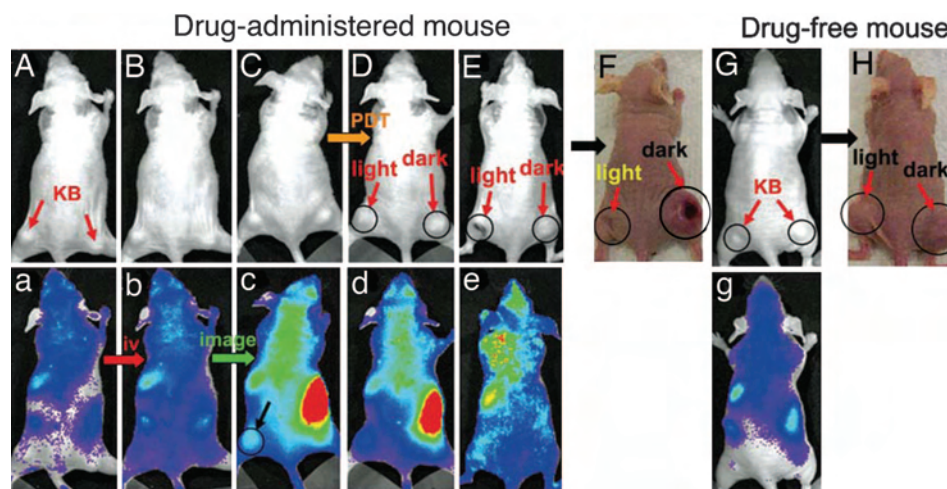 Drug-administered mouse
Drug-free mouse
A B C D E F G H
PDT
light dark
light dark
light dark
KB
KB
light dark
a b c d e g
iv
image